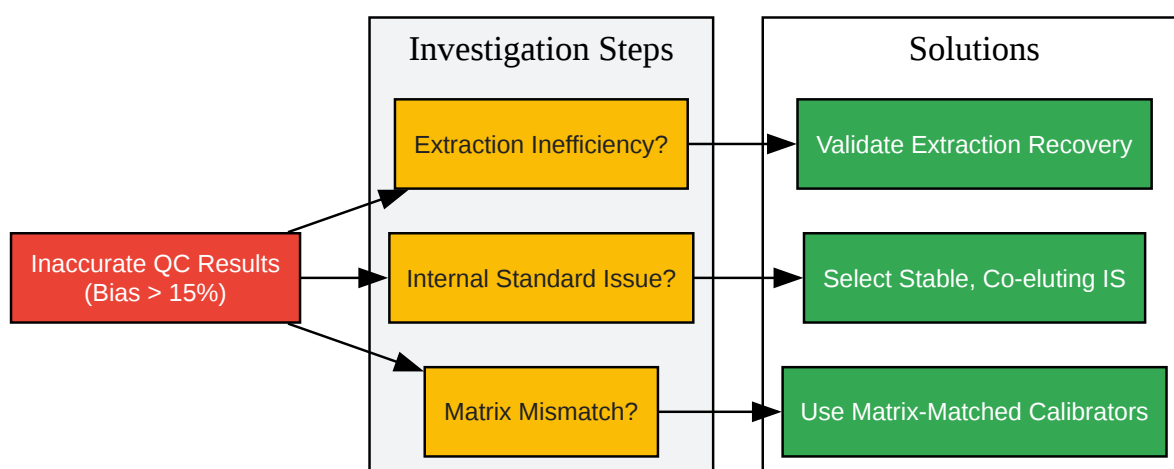 Investigation Steps
Solutions
Extraction Inefficiency?
Validate Extraction Recovery
Inaccurate QC Results
(Bias > 15%)
Internal Standard Issue?
Select Stable, Co-eluting IS
Matrix Mismatch?
Use Matrix-Matched Calibrators